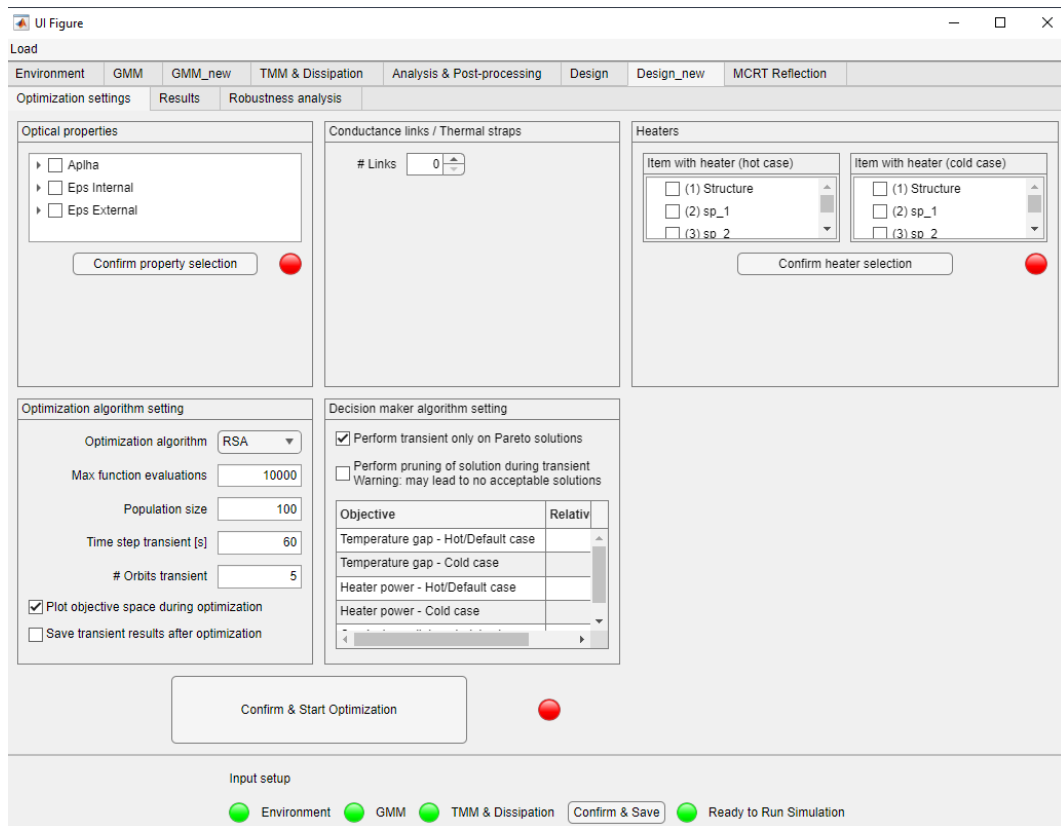 UI Figure
Load
Environment GMM GMM_new TMM & Dissipation Analysis & Post-processing Design Design_new MCRT Reflection
Optimization settings Results Robustness analysis
Optical properties
Aplha
Eps Internal
Eps External
Confirm property selection
Conductance links / Thermal straps
# Links 0
Heaters
Item with heater (hot case)
(1) Structure
(2) sp_1
(3) sp_2
Item with heater (cold case)
(1) Structure
(2) sp_1
(3) sp_2
Confirm heater selection
Optimization algorithm setting
Optimization algorithm RSA
Max function evaluations 10000
Population size 100
Time step transient [s] 60
# Orbits transient 5
Plot objective space during optimization
Save transient results after optimization
Decision maker algorithm setting
Perform transient only on Pareto solutions
Perform pruning of solution during transient
Warning: may lead to no acceptable solutions
Objective Relativ
Temperature gap - Hot/Default case
Temperature gap - Cold case
Heater power - Hot/Default case
Heater power - Cold case
Confirm & Start Optimization
Input setup
Environment GMM TMM & Dissipation Confirm & Save Ready to Run Simulation